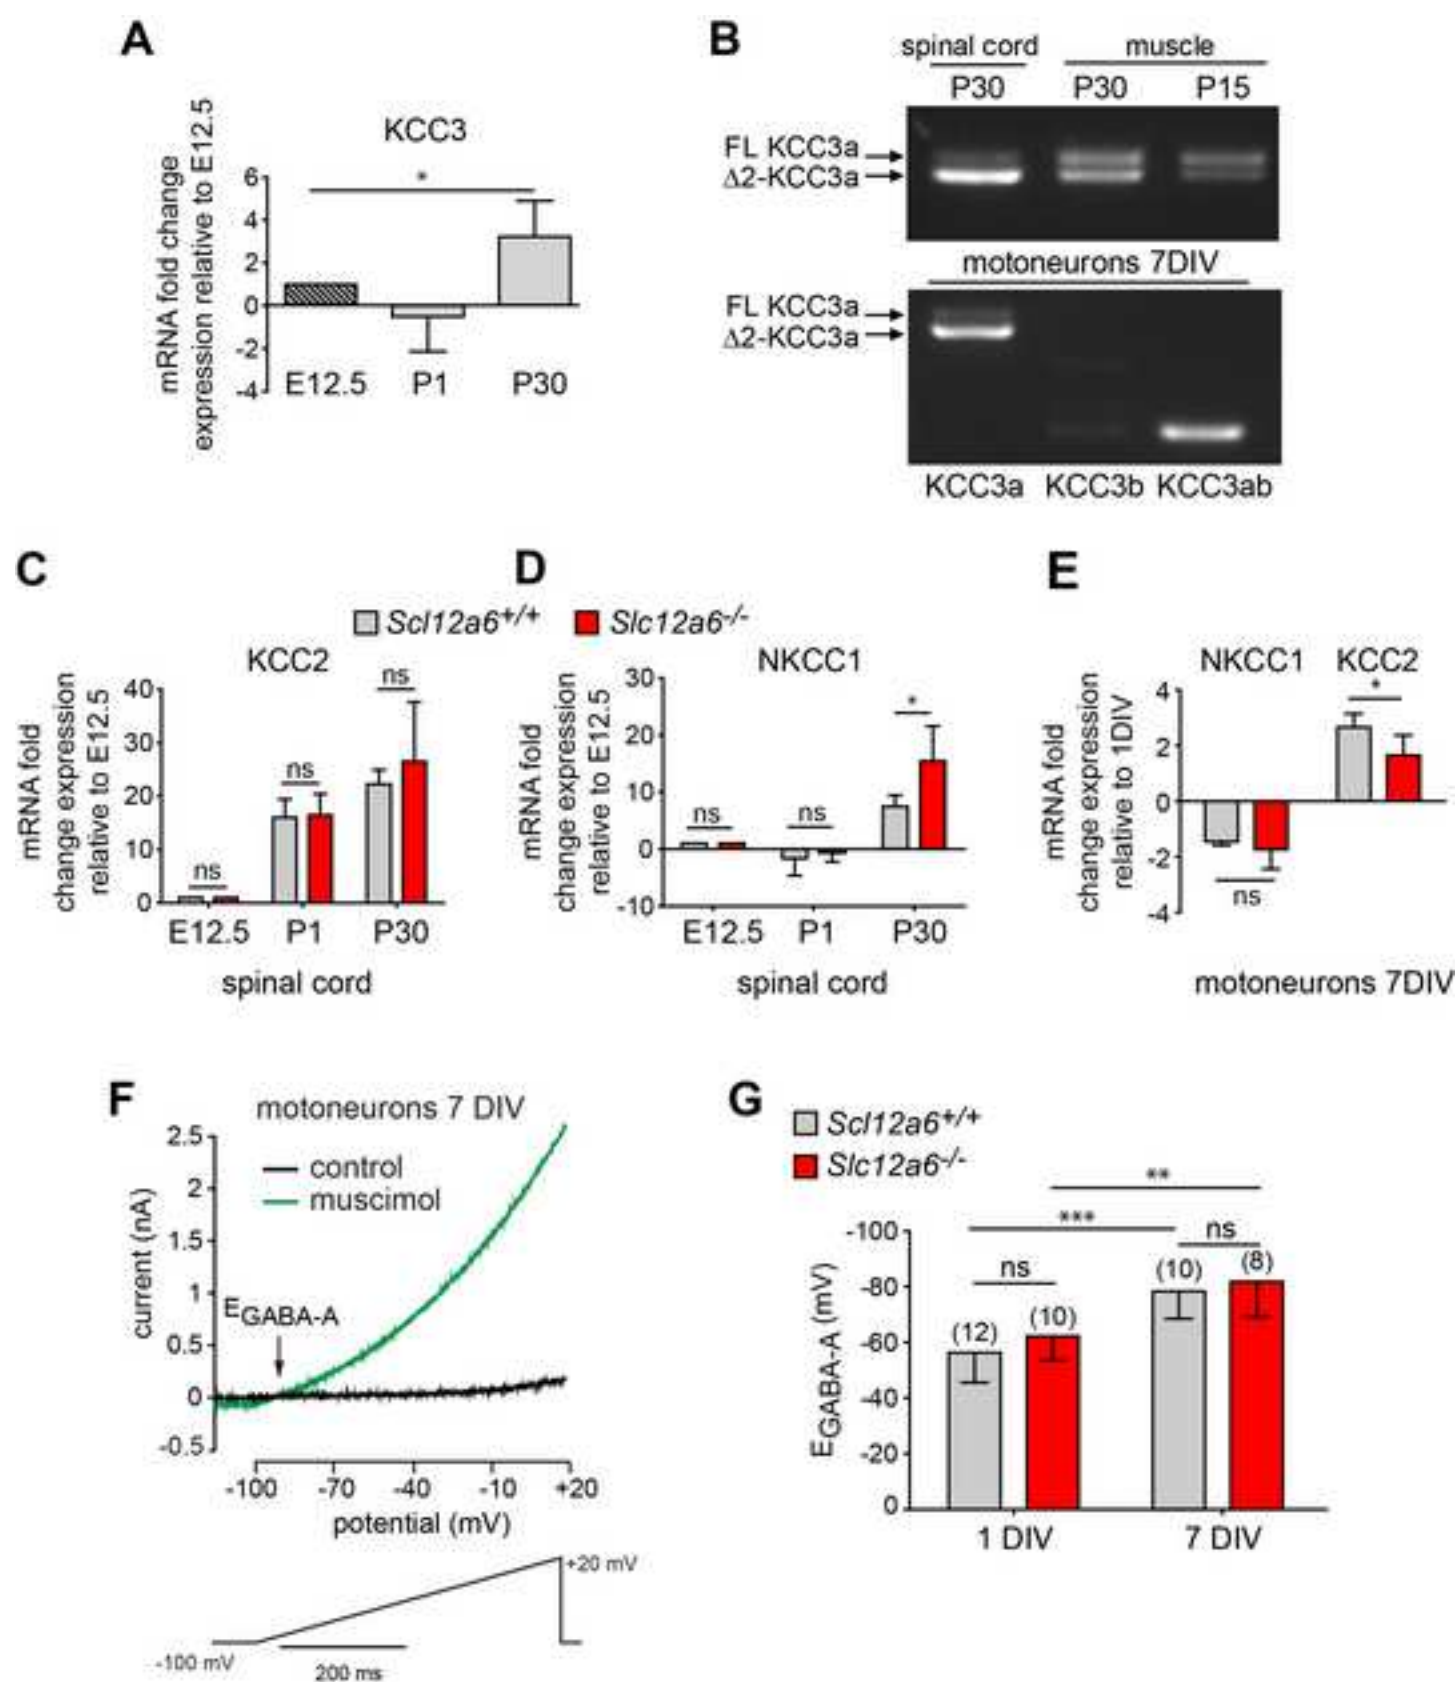 A
KCC3
mRNA fold change
expression relative to E12.5
6
4
2
0
-2
-4
*
E12.5 P1 P30
B
spinal cord muscle
P30 P30 P15
FL KCC3a
Δ2-KCC3a
motoneurons 7DIV
FL KCC3a
Δ2-KCC3a
KCC3a KCC3b KCC3ab
Scl12a6+/+ Slc12a6-/-
C
KCC2
mRNA fold
change expression
relative to E12.5
40
30
20
10
0
ns
ns
ns
E12.5 P1 P30
spinal cord
D
NKCC1
mRNA fold
change expression
relative to E12.5
30
20
10
0
-10
ns
ns
*
E12.5 P1 P30
spinal cord
E
NKCC1 KCC2
mRNA fold
change expression
relative to 1DIV
4
2
0
-2
-4
*
ns
motoneurons 7DIV
F
motoneurons 7 DIV
control
muscimol
current (nA)
2.5
2
1.5
1
0.5
0
-0.5
EGABA-A
-100 -70 -40 -10 +20
potential (mV)
+20 mV
-100 mV
200 ms
G
Scl12a6+/+
Slc12a6-/-
**
***
ns
ns
(12) (10) (10) (8)
EGABA-A (mV)
-100
-80
-60
-40
-20
0
1 DIV 7 DIV